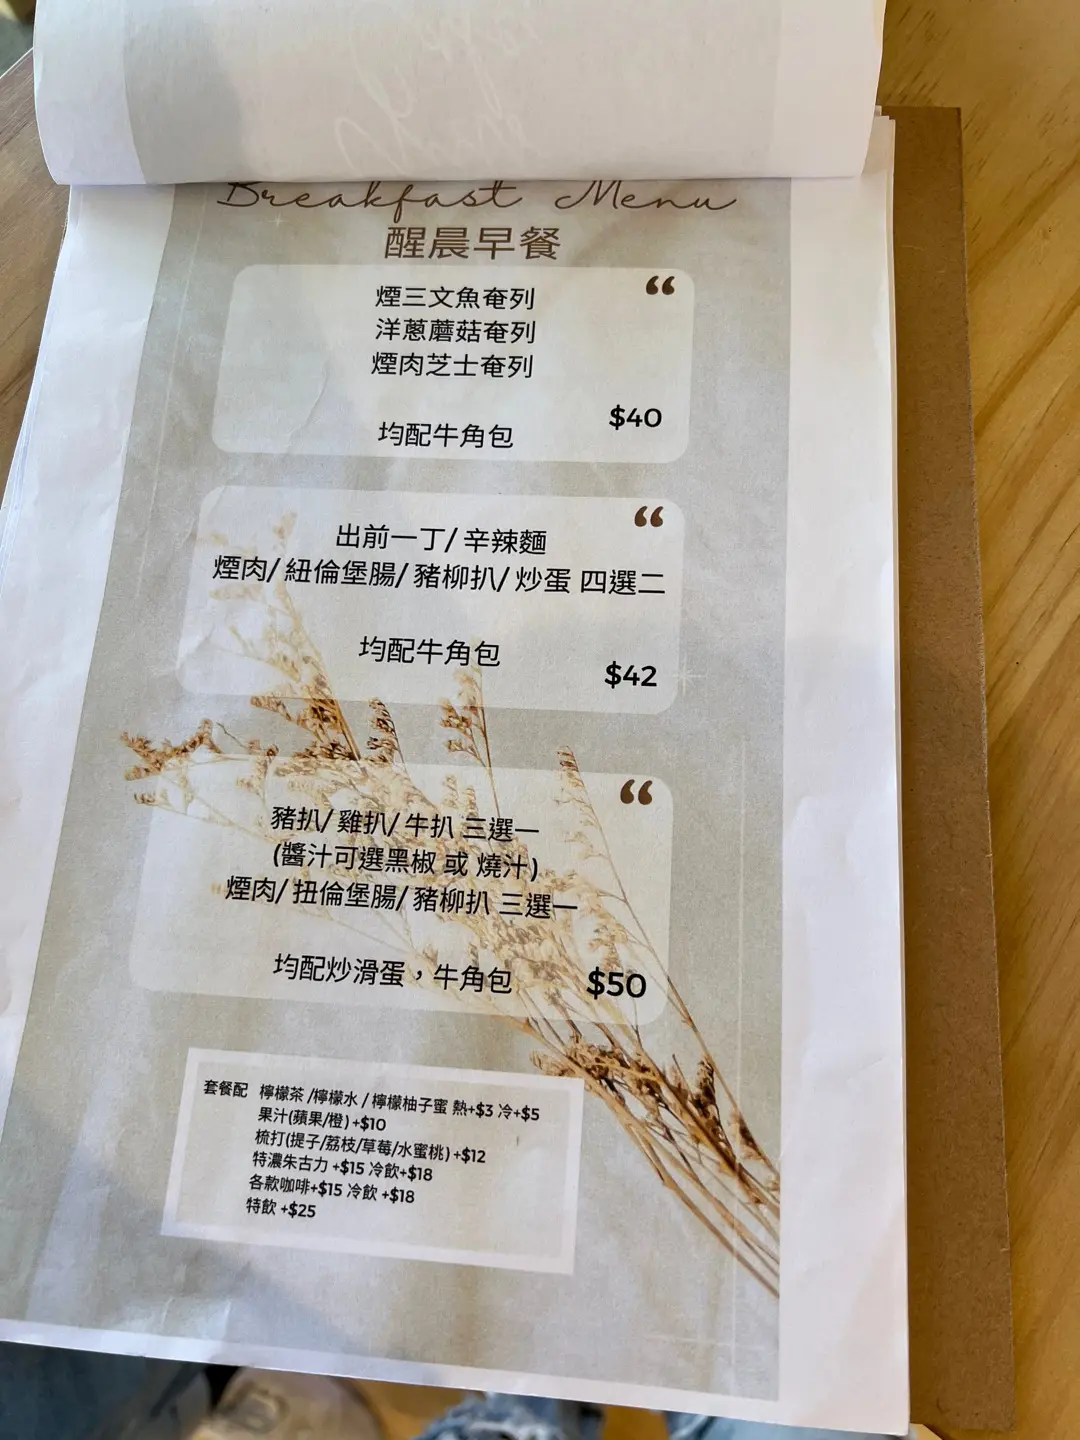 Breakfast Menu
醒晨早餐
煙三文魚奄列
洋蔥蘑菇奄列
煙肉芝士奄列
$40
均配牛角包
出前一丁/ 辛辣麵
煙肉/ 紐倫堡腸/ 豬柳扒/ 炒蛋 四選二
均配牛角包
$42
豬扒/ 雞扒/ 牛扒 三選一
(醬汁可選黑椒 或 燒汁)
煙肉/ 扭倫堡腸/ 豬柳扒 三選一
均配炒滑蛋，牛角包
$50
套餐配 檸檬茶 /檸檬水 / 檸檬柚子蜜 熱+$3 冷+$5
果汁(蘋果/橙) +$10
梳打(提子/荔枝/草莓/水蜜桃) +$12
特濃朱古力 +$15 冷飲+$18
各款咖啡+$15 冷飲 +$18
特飲 +$25